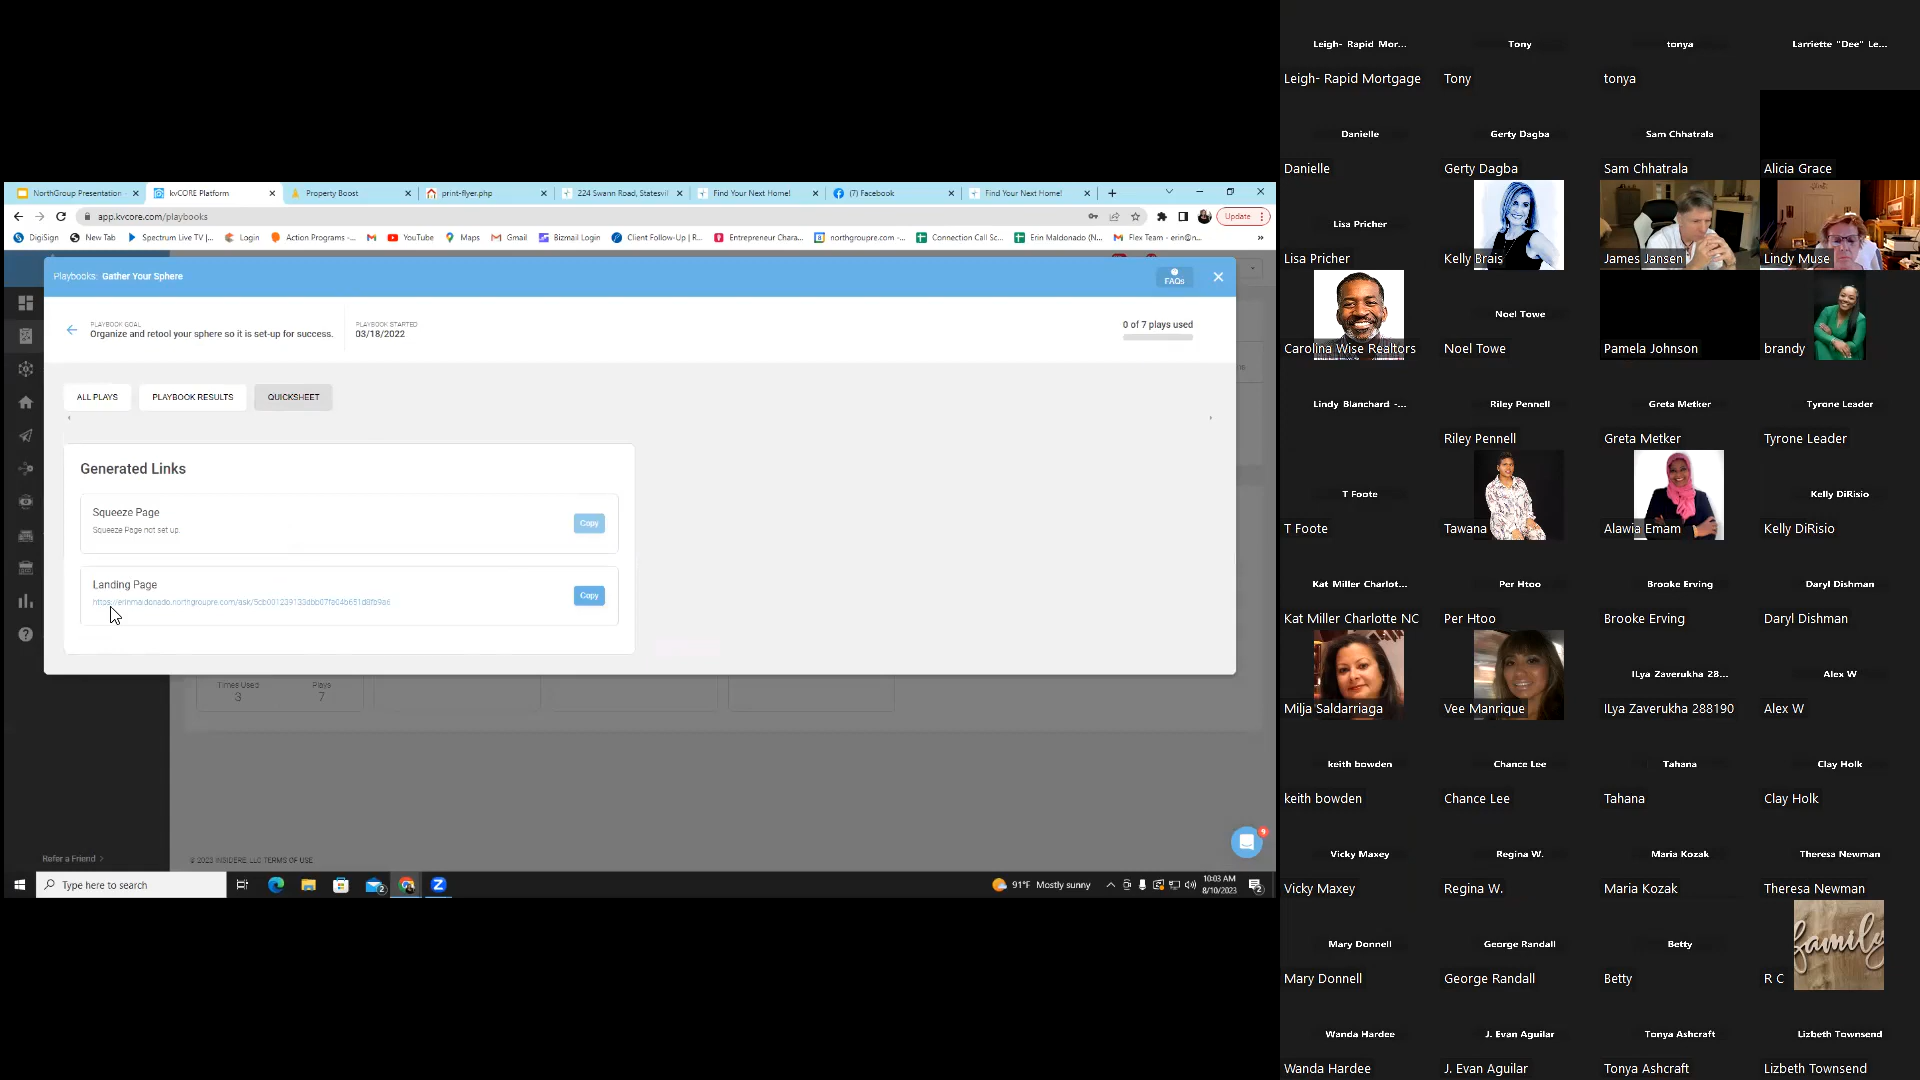 NorthGroup Presentation
kvCORE Platform
Property Boost
print-flyer.php
224 Swann Road, Statesvil
Find Your Next Home!
(7) Facebook
Find Your Next Home!
app.kvcore.com/playbooks
Update
DigiSign
New Tab
Spectrum Live TV |...
Login
Action Programs -...
YouTube
Maps
Gmail
Bizmail Login
Client Follow-Up | R...
Entrepreneur Chara...
northgroupre.com -...
Connection Call Sc...
Erin Maldonado (N...
Flex Team - erin@n...
»
Playbooks: Gather Your Sphere
FAQs
PLAYBOOK GOAL
Organize and retool your sphere so it is set-up for success.
PLAYBOOK STARTED
03/18/2022
0 of 7 plays used
ALL PLAYS
PLAYBOOK RESULTS
QUICKSHEET
Generated Links
Squeeze Page
Squeeze Page not set up.
Copy
Landing Page
Copy
Times Used
3
Plays
7
Refer a Friend
© 2023 INSIDERE, LLC TERMS OF USE
9
Type here to search
91°F Mostly sunny
10:03 AM
8/10/2023
Leigh- Rapid Mor...
Tony
tonya
Larriette "Dee" Le...
Leigh- Rapid Mortgage
Tony
tonya
Danielle
Gerty Dagba
Sam Chhatrala
Danielle
Gerty Dagba
Sam Chhatrala
Alicia Grace
Lisa Pricher
Lisa Pricher
Kelly Brais
James Jansen
Lindy Muse
Noel Towe
Carolina Wise Realtors
Noel Towe
Pamela Johnson
brandy
Lindy Blanchard -...
Riley Pennell
Greta Metker
Tyrone Leader
Riley Pennell
Greta Metker
Tyrone Leader
T Foote
Kelly DiRisio
T Foote
Tawana
Alawia Emam
Kelly DiRisio
Kat Miller Charlot...
Per Htoo
Brooke Erving
Daryl Dishman
Kat Miller Charlotte NC
Per Htoo
Brooke Erving
Daryl Dishman
ILya Zaverukha 28...
Alex W
Milja Saldarriaga
Vee Manrique
ILya Zaverukha 288190
Alex W
keith bowden
Chance Lee
Tahana
Clay Holk
keith bowden
Chance Lee
Tahana
Clay Holk
Vicky Maxey
Regina W.
Maria Kozak
Theresa Newman
Vicky Maxey
Regina W.
Maria Kozak
Theresa Newman
Mary Donnell
George Randall
Betty
family
Mary Donnell
George Randall
Betty
R C
Wanda Hardee
J. Evan Aguilar
Tonya Ashcraft
Lizbeth Townsend
Wanda Hardee
J. Evan Aguilar
Tonya Ashcraft
Lizbeth Townsend